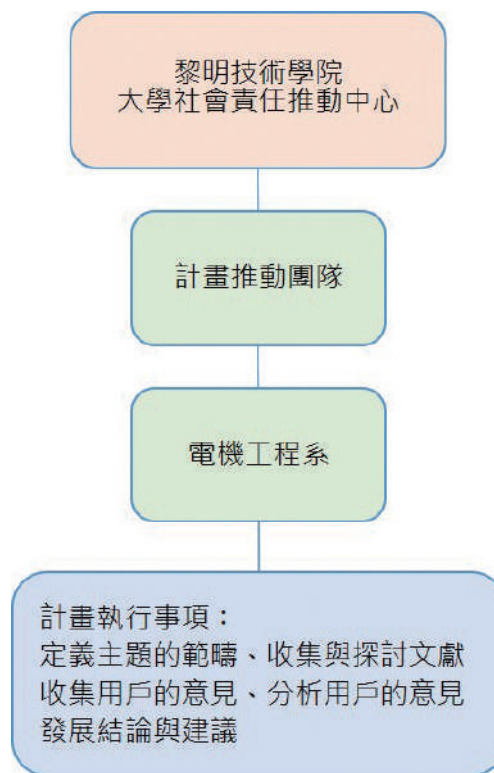 黎明技術學院
大學社會責任推動中心
計畫推動團隊
電機工程系
計畫執行事項：
定義主題的範疇、收集與探討文獻
收集用戶的意見、分析用戶的意見
發展結論與建議